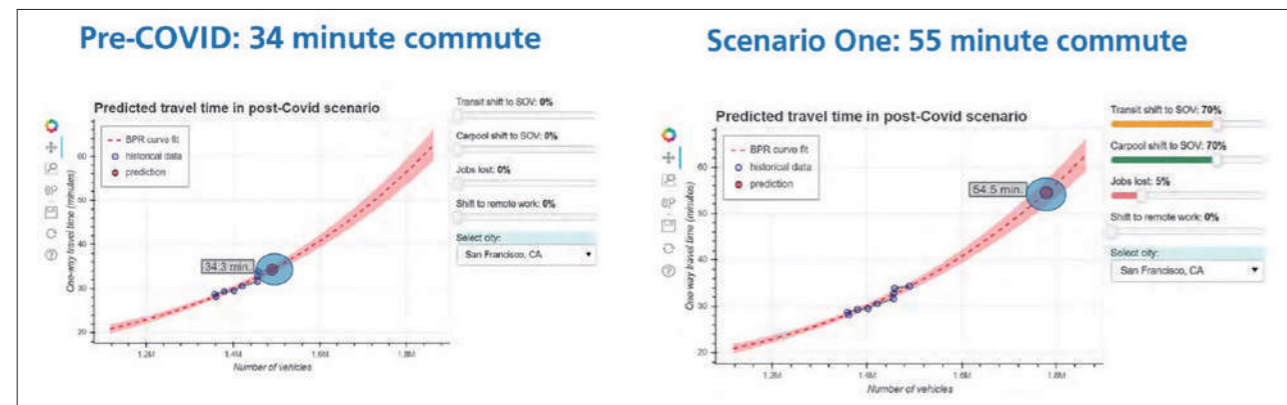 Pre-COVID: 34 minute commute
Predicted travel time in post-Covid scenario
BPR curve fit
historical data
prediction
34.3 min.
One-way travel time (minutes)
60
50
40
30
20
1.2M
1.4M
1.6M
1.8M
Number of vehicles
Transit shift to SOV: 0%
Carpool shift to SOV: 0%
Jobs lost: 0%
Shift to remote work: 0%
Select city:
San Francisco, CA
Scenario One: 55 minute commute
Predicted travel time in post-Covid scenario
BPR curve fit
historical data
prediction
54.5 min.
One-way travel time (minutes)
60
50
40
30
20
1.2M
1.4M
1.6M
1.8M
Number of vehicles
Transit shift to SOV: 70%
Carpool shift to SOV: 70%
Jobs lost: 5%
Shift to remote work: 0%
Select city:
San Francisco, CA